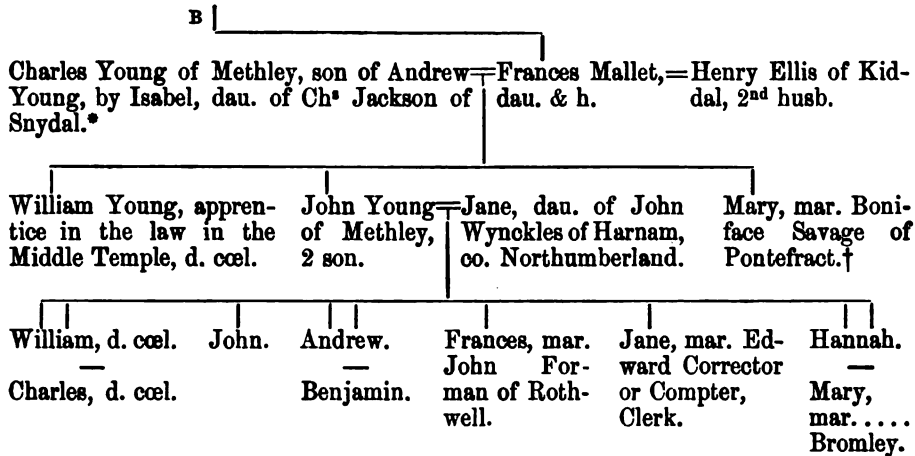 B
Charles Young of Methley, son of Andrew Young, by Isabel, dau. of Chˢ Jackson of Snydal.*
Frances Mallet, dau. & h.
Henry Ellis of Kid-
dal, 2ⁿᵈ husb.
William Young, appren-
tice in the law in the
Middle Temple, d. cœl.
John Young
of Methley,
2 son.
Jane, dau. of John
Wynckles of Harnam,
co. Northumberland.
Mary, mar. Boni-
face Savage of
Pontefract.†
William, d. cœl.
—
Charles, d. cœl.
John.
Andrew.
—
Benjamin.
Frances, mar.
John For-
man of Roth-
well.
Jane, mar. Ed-
ward Corrector
or Compter,
Clerk.
Hannah.
—
Mary,
mar.....
Bromley.